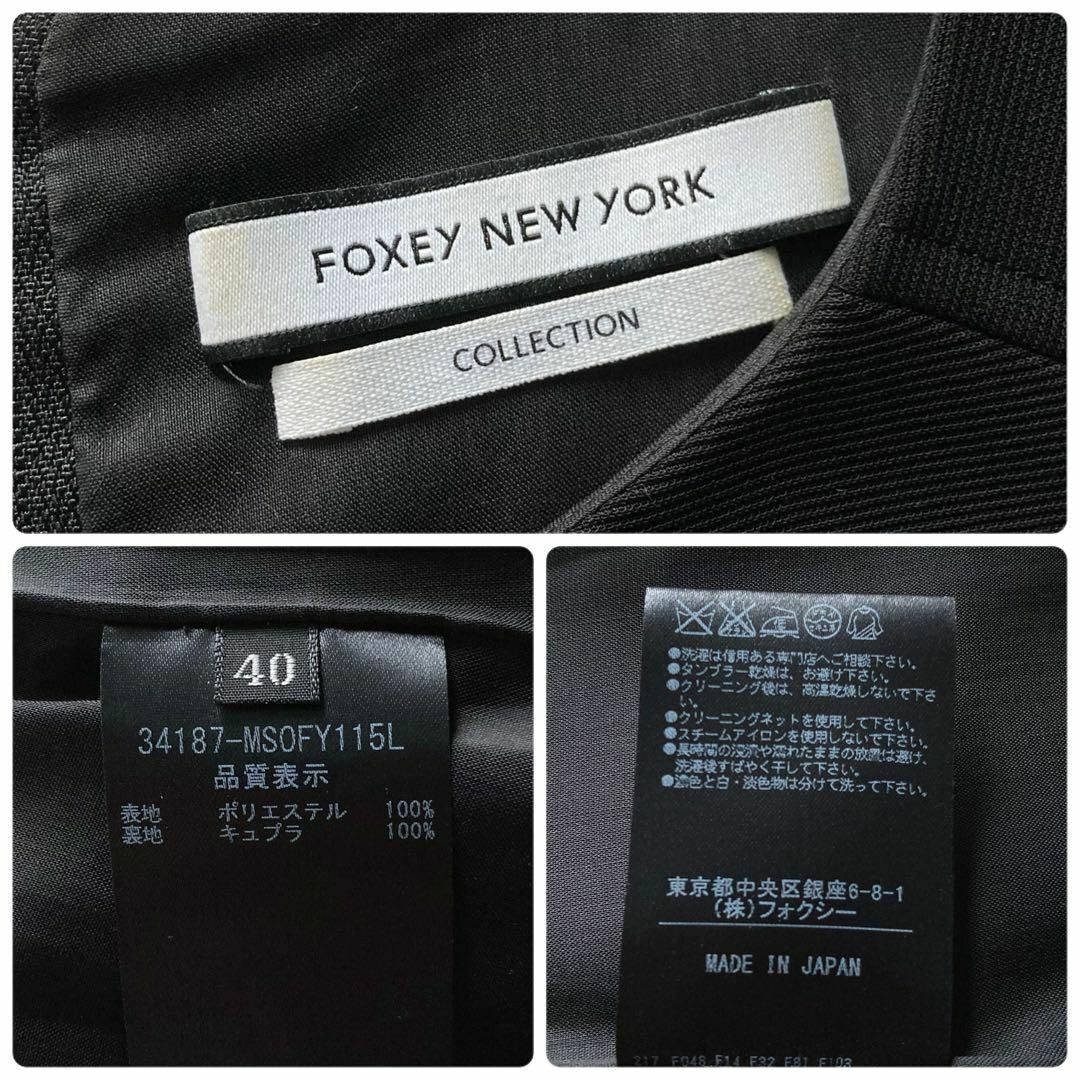 FOXEY NEW YORK
COLLECTION
40
34187-MSOFY115L
品質表示
表地 ポリエステル 100%
裏地 キュプラ 100%
●洗濯は信用ある専門店へご相談下さい。
●タンブラー乾燥は、お避け下さい。
●クリーニング後は、高温乾燥しないで下さ
い。
●クリーニングネットを使用して下さい。
●スチームアイロンを使用して下さい。
●長時間の浸漬や濡れたままの放置は避け、
洗濯後すばやく干して下さい。
●濃色と白・淡色物は分けて洗って下さい。
東京都中央区銀座6-8-1
(株)フォクシー
MADE IN JAPAN
217 F048 F14 F32 F81